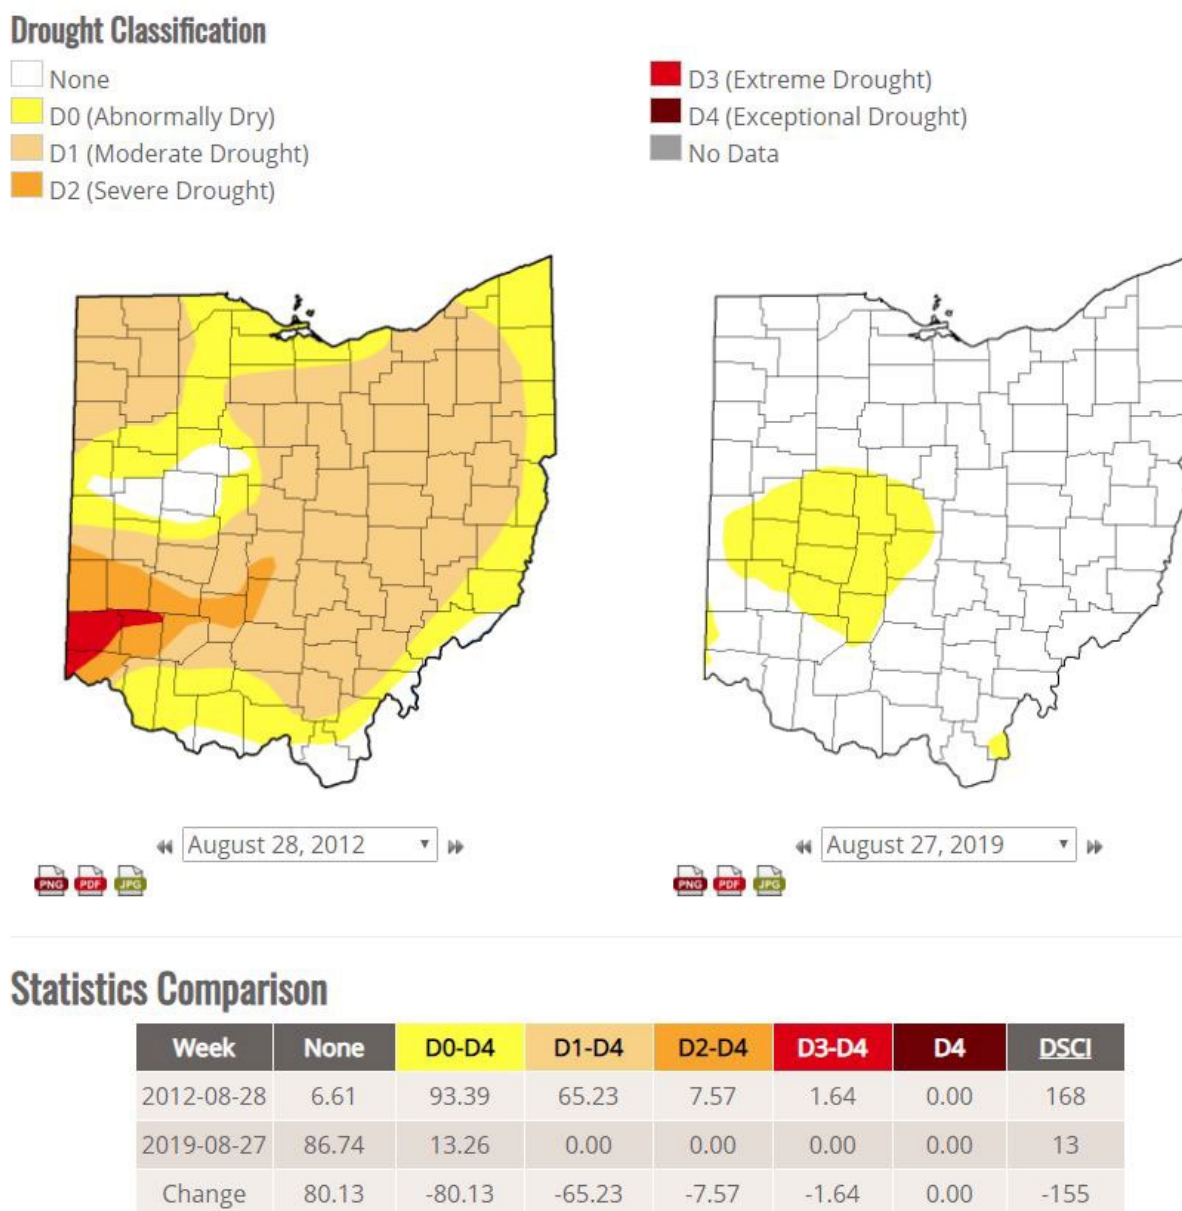 Drought Classification
None
D0 (Abnormally Dry)
D1 (Moderate Drought)
D2 (Severe Drought)
D3 (Extreme Drought)
D4 (Exceptional Drought)
No Data
August 28, 2012
PNG PDF JPG
August 27, 2019
PNG PDF JPG
Statistics Comparison
Week None D0-D4 D1-D4 D2-D4 D3-D4 D4 DSCI
2012-08-28 6.61 93.39 65.23 7.57 1.64 0.00 168
2019-08-27 86.74 13.26 0.00 0.00 0.00 0.00 13
Change 80.13 -80.13 -65.23 -7.57 -1.64 0.00 -155